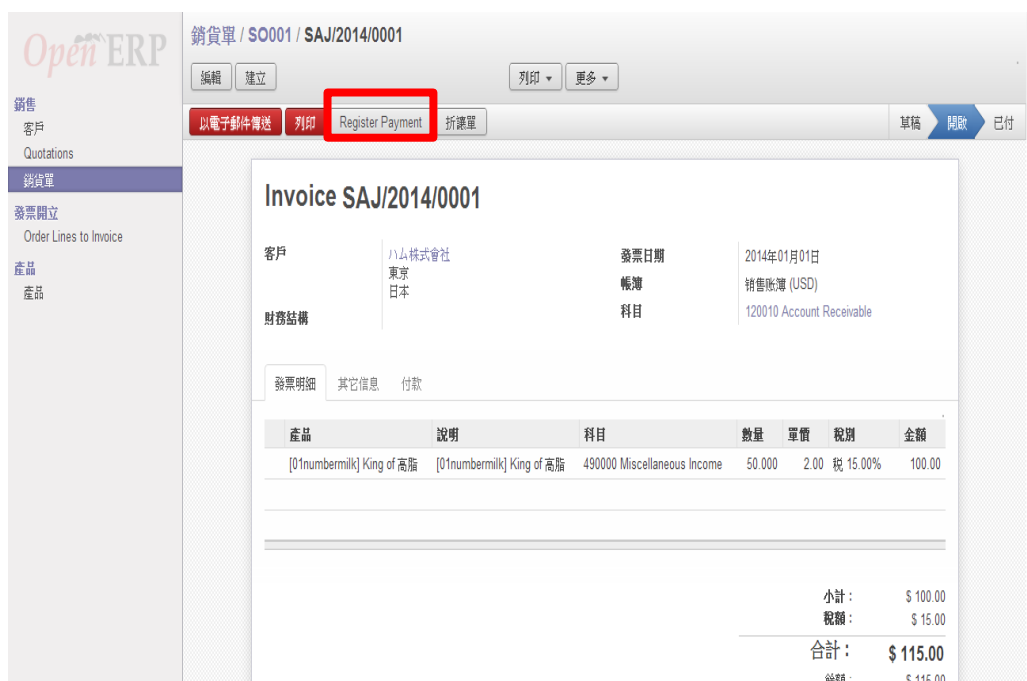 Open ERP
銷售
客戶
Quotations
銷貨單
發票開立
Order Lines to Invoice
產品
產品
銷貨單 / SO001 / SAJ/2014/0001
編輯 建立 列印 更多
以電子郵件傳送 列印 Register Payment 折讓單 草稿 開啟 已付
Invoice SAJ/2014/0001
客戶 ハム株式會社 發票日期 2014年01月01日
東京
日本
帳簿 销售账簿 (USD)
財務結構 科目 120010 Account Receivable
發票明細 其它信息 付款
產品 說明 科目 數量 單價 稅別 金額
[01numbermilk] King of 高脂 [01numbermilk] King of 高脂 490000 Miscellaneous Income 50.000 2.00 税 15.00% 100.00
小計 : $ 100.00
稅額 : $ 15.00
合計 : $ 115.00
餘額 : $ 115.00